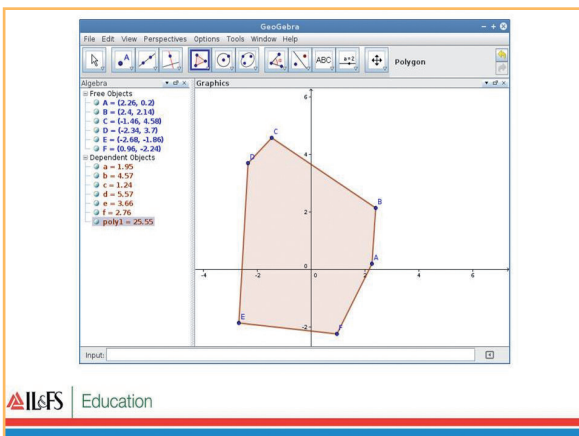 GeoGebra
File Edit View Perspectives Options Tools Window Help
A ABC a=2 Polygon
Algebra Graphics
Free Objects
A = (2.26, 0.2)
B = (2.4, 2.14)
C = (-1.46, 4.58)
D = (-2.34, 3.7)
E = (-2.68, -1.86)
F = (0.96, -2.24)
Dependent Objects
a = 1.95
b = 4.57
c = 1.24
d = 5.57
e = 3.66
f = 2.76
poly1 = 25.55
6
C
4
D
B
2
A
0
-4 -2 0 2 4 6
E
-2
F
Input:
IL&FS Education